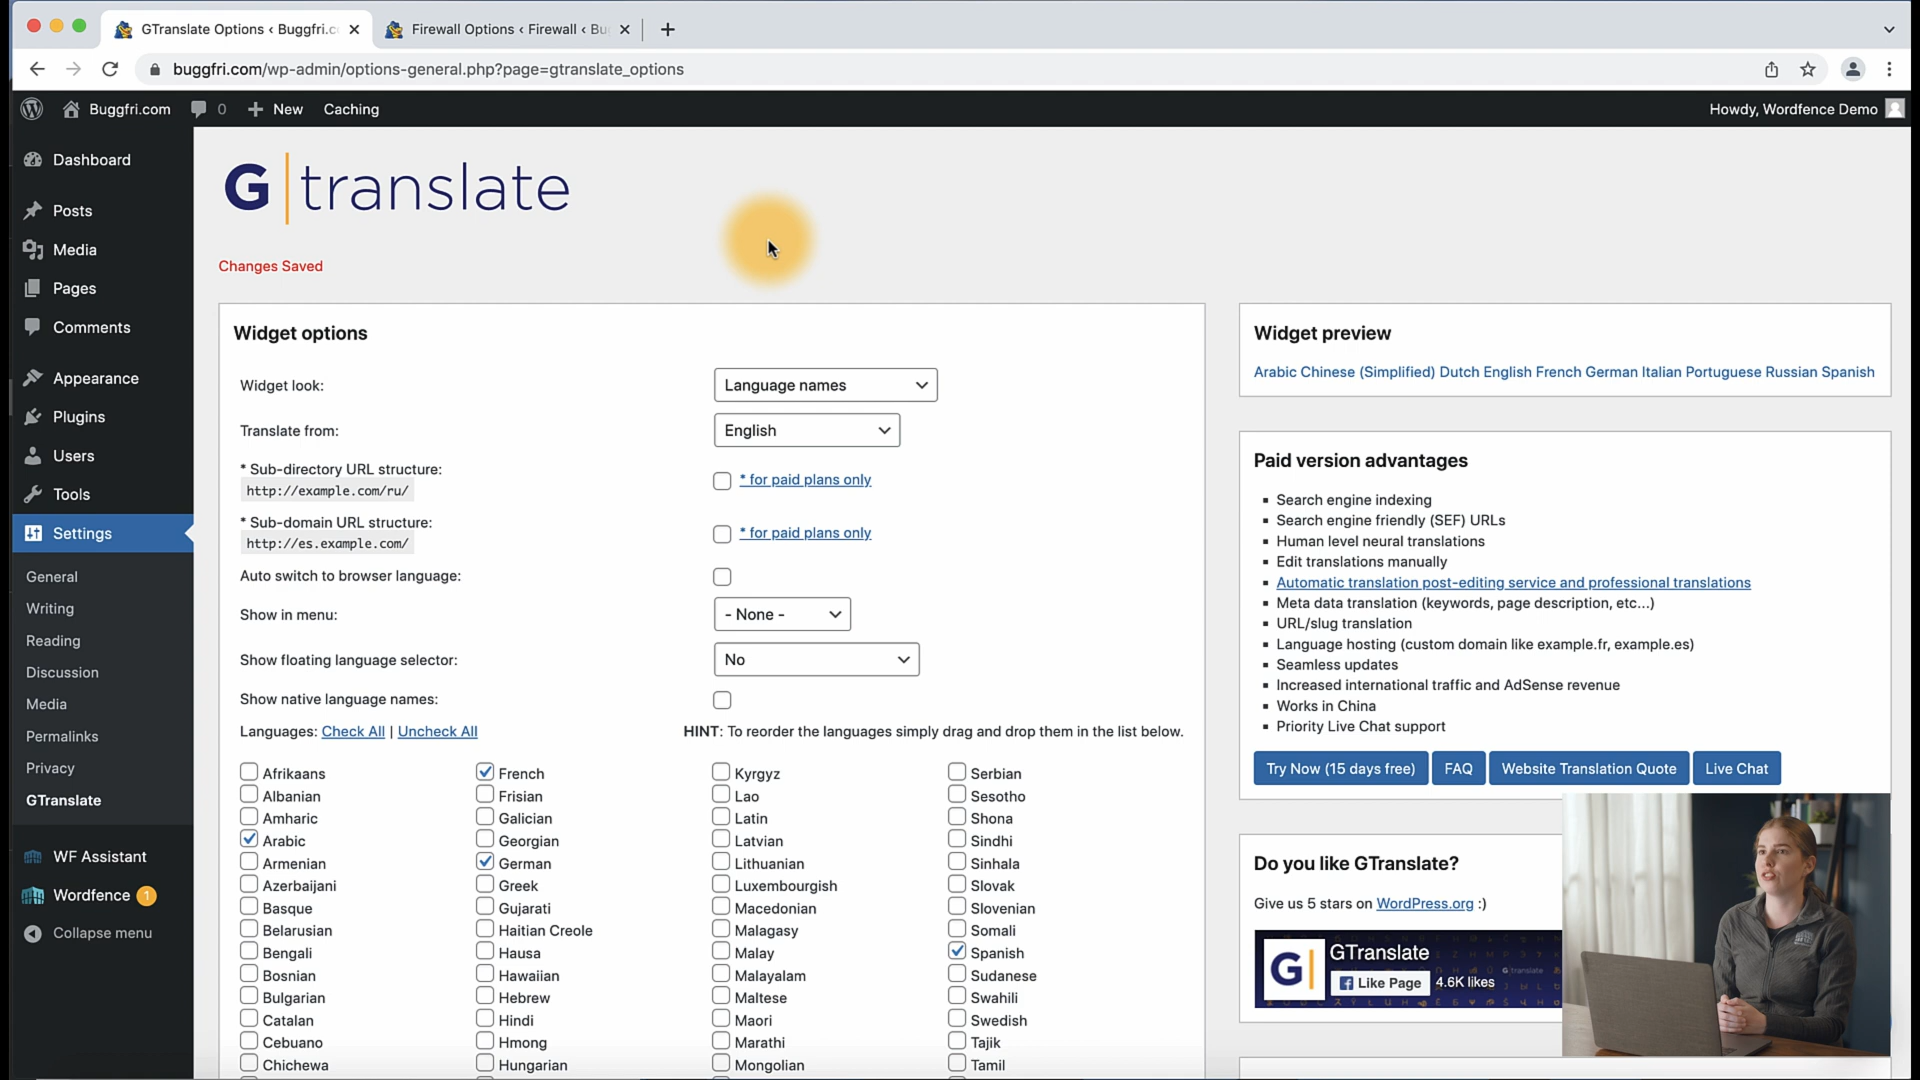 GTranslate Options ‹ Buggfri.c
Firewall Options ‹ Firewall ‹ Bu
buggfri.com/wp-admin/options-general.php?page=gtranslate_options
Buggfri.com
0
New
Caching
Howdy, Wordfence Demo
Dashboard
Posts
Media
Pages
Comments
Appearance
Plugins
Users
Tools
Settings
General
Writing
Reading
Discussion
Media
Permalinks
Privacy
GTranslate
WF Assistant
Wordfence 1
Collapse menu
G translate
Changes Saved
Widget options
Widget look:
Language names
Translate from:
English
* Sub-directory URL structure:
http://example.com/ru/
* for paid plans only
* Sub-domain URL structure:
http://es.example.com/
* for paid plans only
Auto switch to browser language:
Show in menu:
- None -
Show floating language selector:
No
Show native language names:
Languages: Check All | Uncheck All
HINT: To reorder the languages simply drag and drop them in the list below.
Afrikaans
Albanian
Amharic
Arabic
Armenian
Azerbaijani
Basque
Belarusian
Bengali
Bosnian
Bulgarian
Catalan
Cebuano
Chichewa
French
Frisian
Galician
Georgian
German
Greek
Gujarati
Haitian Creole
Hausa
Hawaiian
Hebrew
Hindi
Hmong
Hungarian
Kyrgyz
Lao
Latin
Latvian
Lithuanian
Luxembourgish
Macedonian
Malagasy
Malay
Malayalam
Maltese
Maori
Marathi
Mongolian
Serbian
Sesotho
Shona
Sindhi
Sinhala
Slovak
Slovenian
Somali
Spanish
Sudanese
Swahili
Swedish
Tajik
Tamil
Widget preview
Arabic Chinese (Simplified) Dutch English French German Italian Portuguese Russian Spanish
Paid version advantages
Search engine indexing
Search engine friendly (SEF) URLs
Human level neural translations
Edit translations manually
Automatic translation post-editing service and professional translations
Meta data translation (keywords, page description, etc...)
URL/slug translation
Language hosting (custom domain like example.fr, example.es)
Seamless updates
Increased international traffic and AdSense revenue
Works in China
Priority Live Chat support
Try Now (15 days free)
FAQ
Website Translation Quote
Live Chat
Do you like GTranslate?
Give us 5 stars on WordPress.org :)
G
GTranslate
Like Page
4.6K likes
G translate